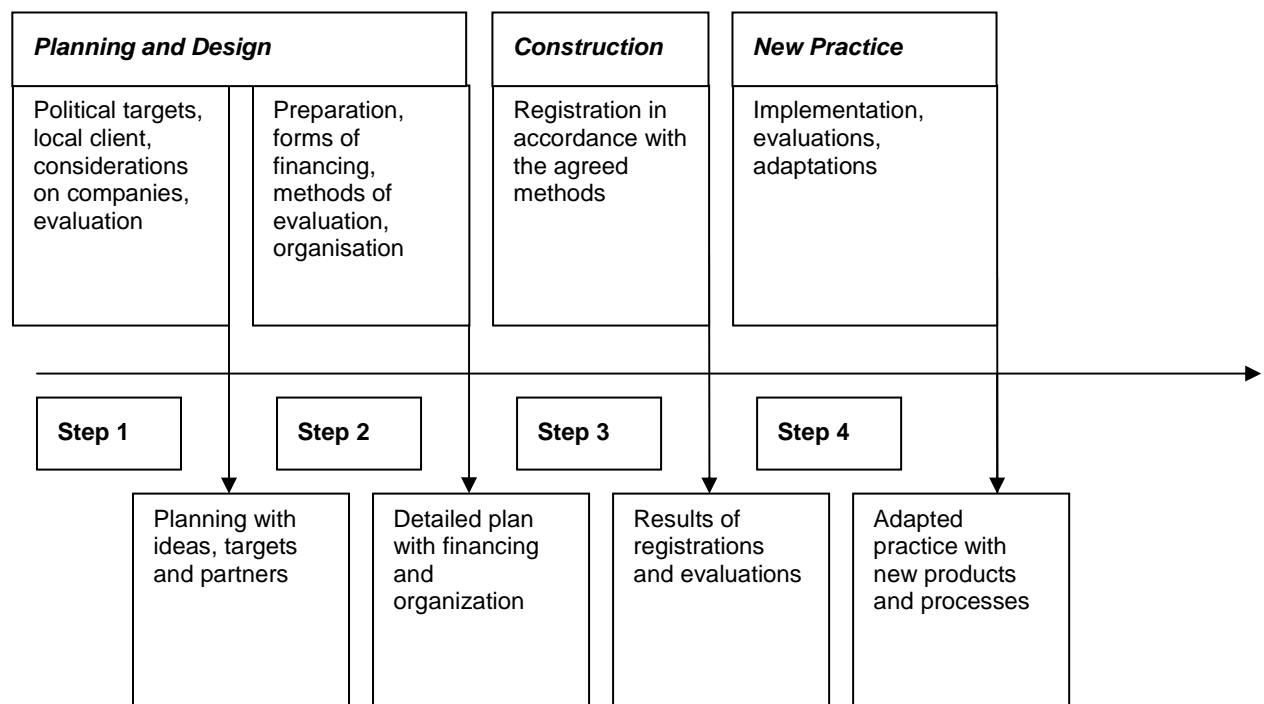 Planning and Design
Construction
New Practice
Political targets,
local client,
considerations
on companies,
evaluation
Preparation,
forms of
financing,
methods of
evaluation,
organisation
Registration in
accordance with
the agreed
methods
Implementation,
evaluations,
adaptations
Step 1
Step 2
Step 3
Step 4
Planning with
ideas, targets
and partners
Detailed plan
with financing
and
organization
Results of
registrations
and evaluations
Adapted
practice with
new products
and processes